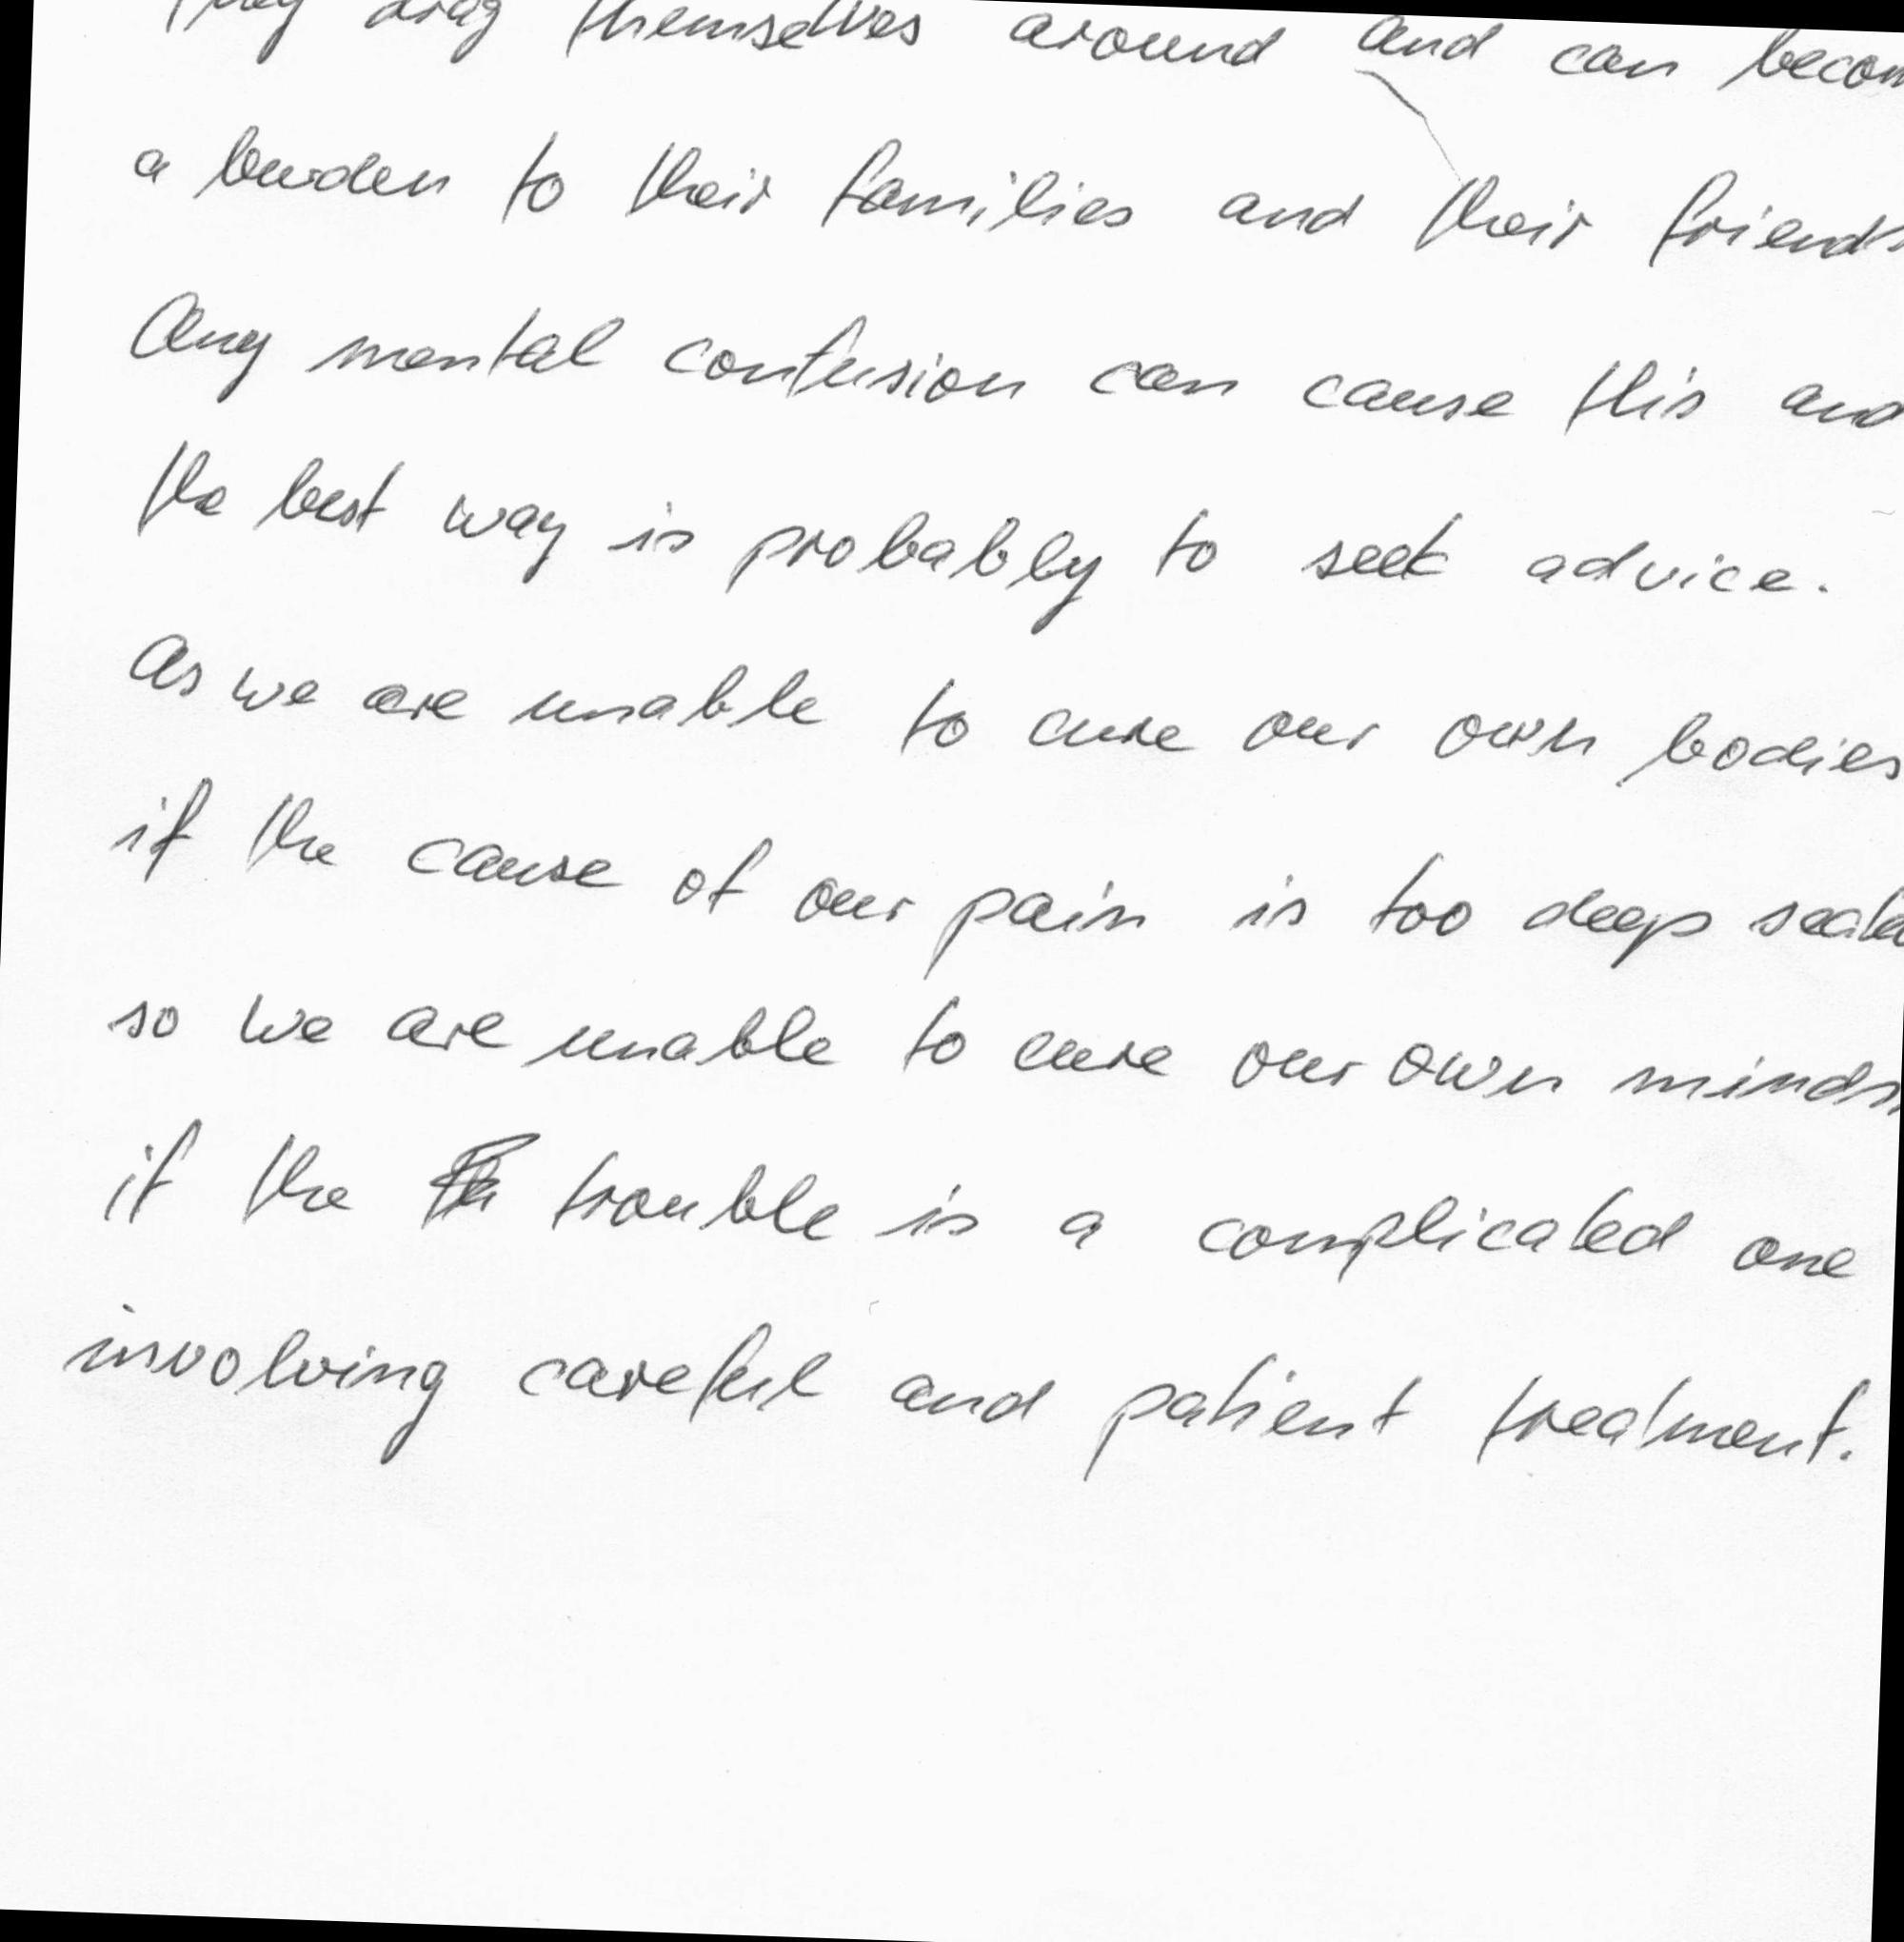 They drag themselves around and can becom
a burden to their families and their friends
Any mental confusion can cause this and
the best way is probably to seek advice.
As we are unable to cure our own bodies
if the cause of our pain is too deep seate
so we are unable to cure our own minds
if the trouble is a complicated one
involving careful and patient treatment.